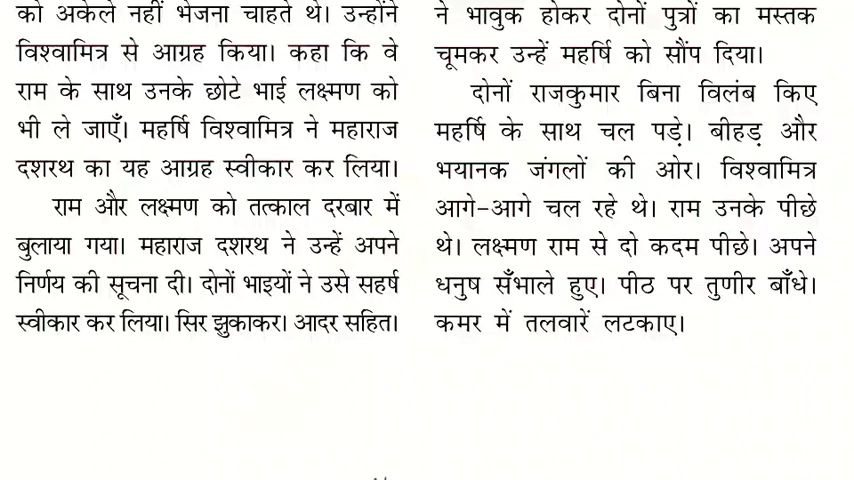 को अकेले नहीं भेजना चाहते थे। उन्होंने
विश्वामित्र से आग्रह किया। कहा कि वे
राम के साथ उनके छोटे भाई लक्ष्मण को
भी ले जाएँ। महर्षि विश्वामित्र ने महाराज
दशरथ का यह आग्रह स्वीकार कर लिया।
राम और लक्ष्मण को तत्काल दरबार में
बुलाया गया। महाराज दशरथ ने उन्हें अपने
निर्णय की सूचना दी। दोनों भाइयों ने उसे सहर्ष
स्वीकार कर लिया। सिर झुकाकर। आदर सहित।
ने भावुक होकर दोनों पुत्रों का मस्तक
चूमकर उन्हें महर्षि को सौंप दिया।
दोनों राजकुमार बिना विलंब किए
महर्षि के साथ चल पड़े। बीहड़ और
भयानक जंगलों की ओर। विश्वामित्र
आगे-आगे चल रहे थे। राम उनके पीछे
थे। लक्ष्मण राम से दो कदम पीछे। अपने
धनुष सँभाले हुए। पीठ पर तुणीर बाँधे।
कमर में तलवारें लटकाए।